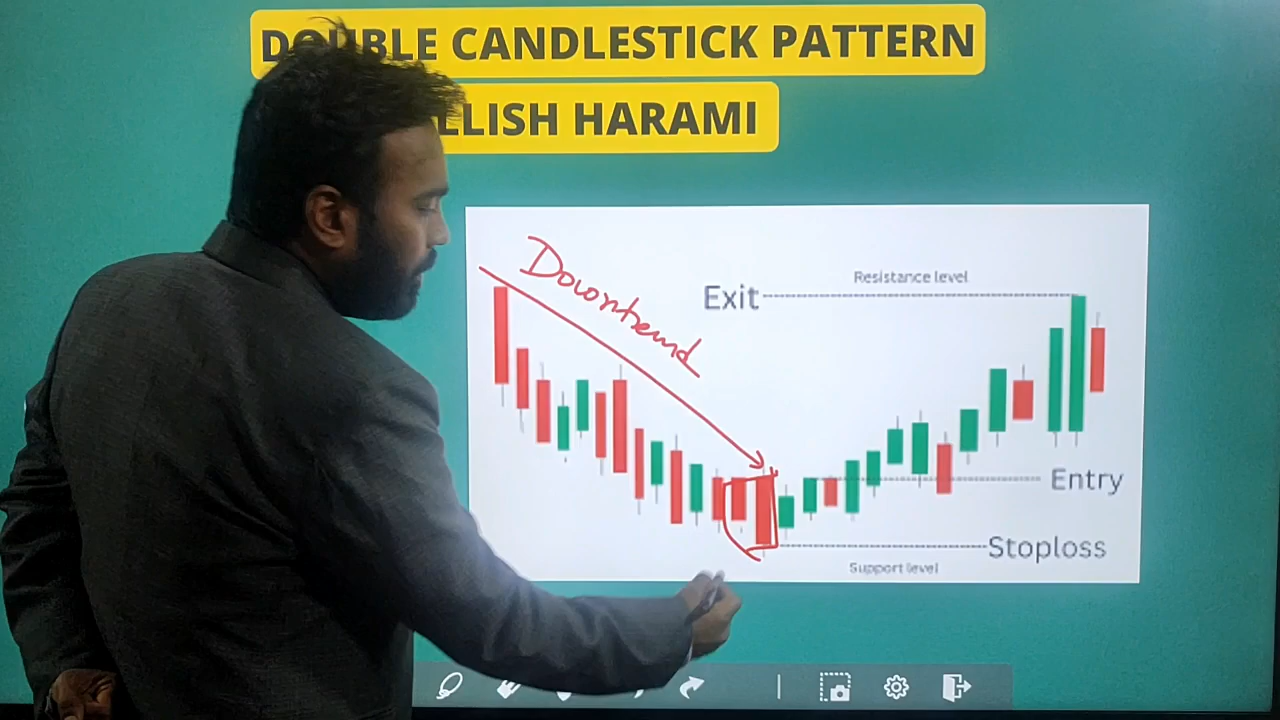 DOUBLE CANDLESTICK PATTERN
LLISH HARAMI
Downtrend
Resistance level
Exit
Entry
Stoploss
Support level